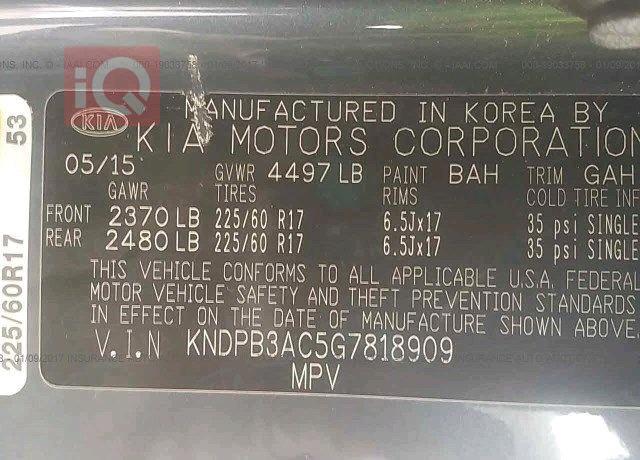 iQ
KIA
MANUFACTURED IN KOREA BY
KIA MOTORS CORPORATION
05/15 GVWR 4497 LB PAINT BAH TRIM GAH
GAWR TIRES RIMS COLD TIRE INF
FRONT 2370 LB 225/60 R17 6.5Jx17 35 psi SINGLE
REAR 2480 LB 225/60 R17 6.5Jx17 35 psi SINGLE
THIS VEHICLE CONFORMS TO ALL APPLICABLE U.S.A. FEDERAL
MOTOR VEHICLE SAFETY AND THEFT PREVENTION STANDARDS
IN EFFECT ON THE DATE OF MANUFACTURE SHOWN ABOVE.
V.I.N KNDPB3AC5G7818909
MPV
225/60R17 53